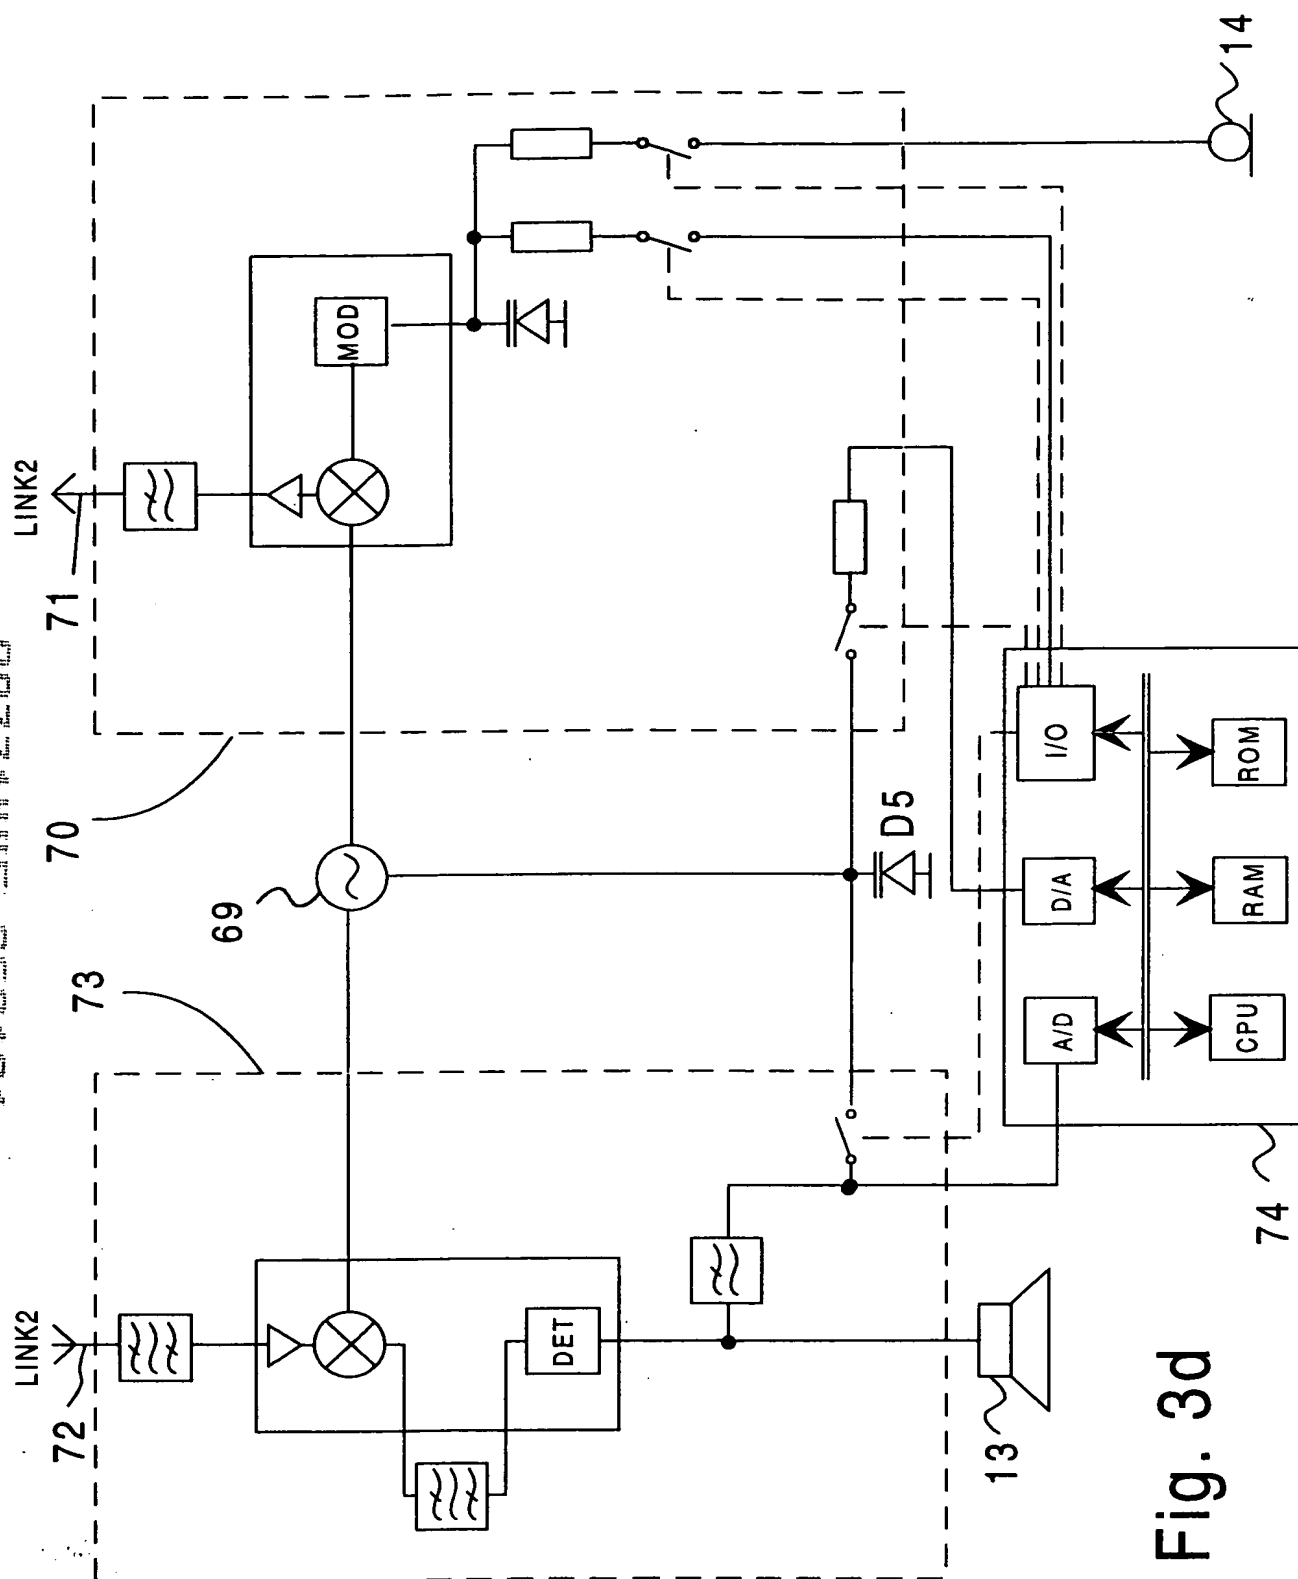 LINK2
72
73
DET
13
69
LINK2
71
70
MOD
D5
14
A/D
D/A
I/O
CPU
RAM
ROM
74
Fig. 3d